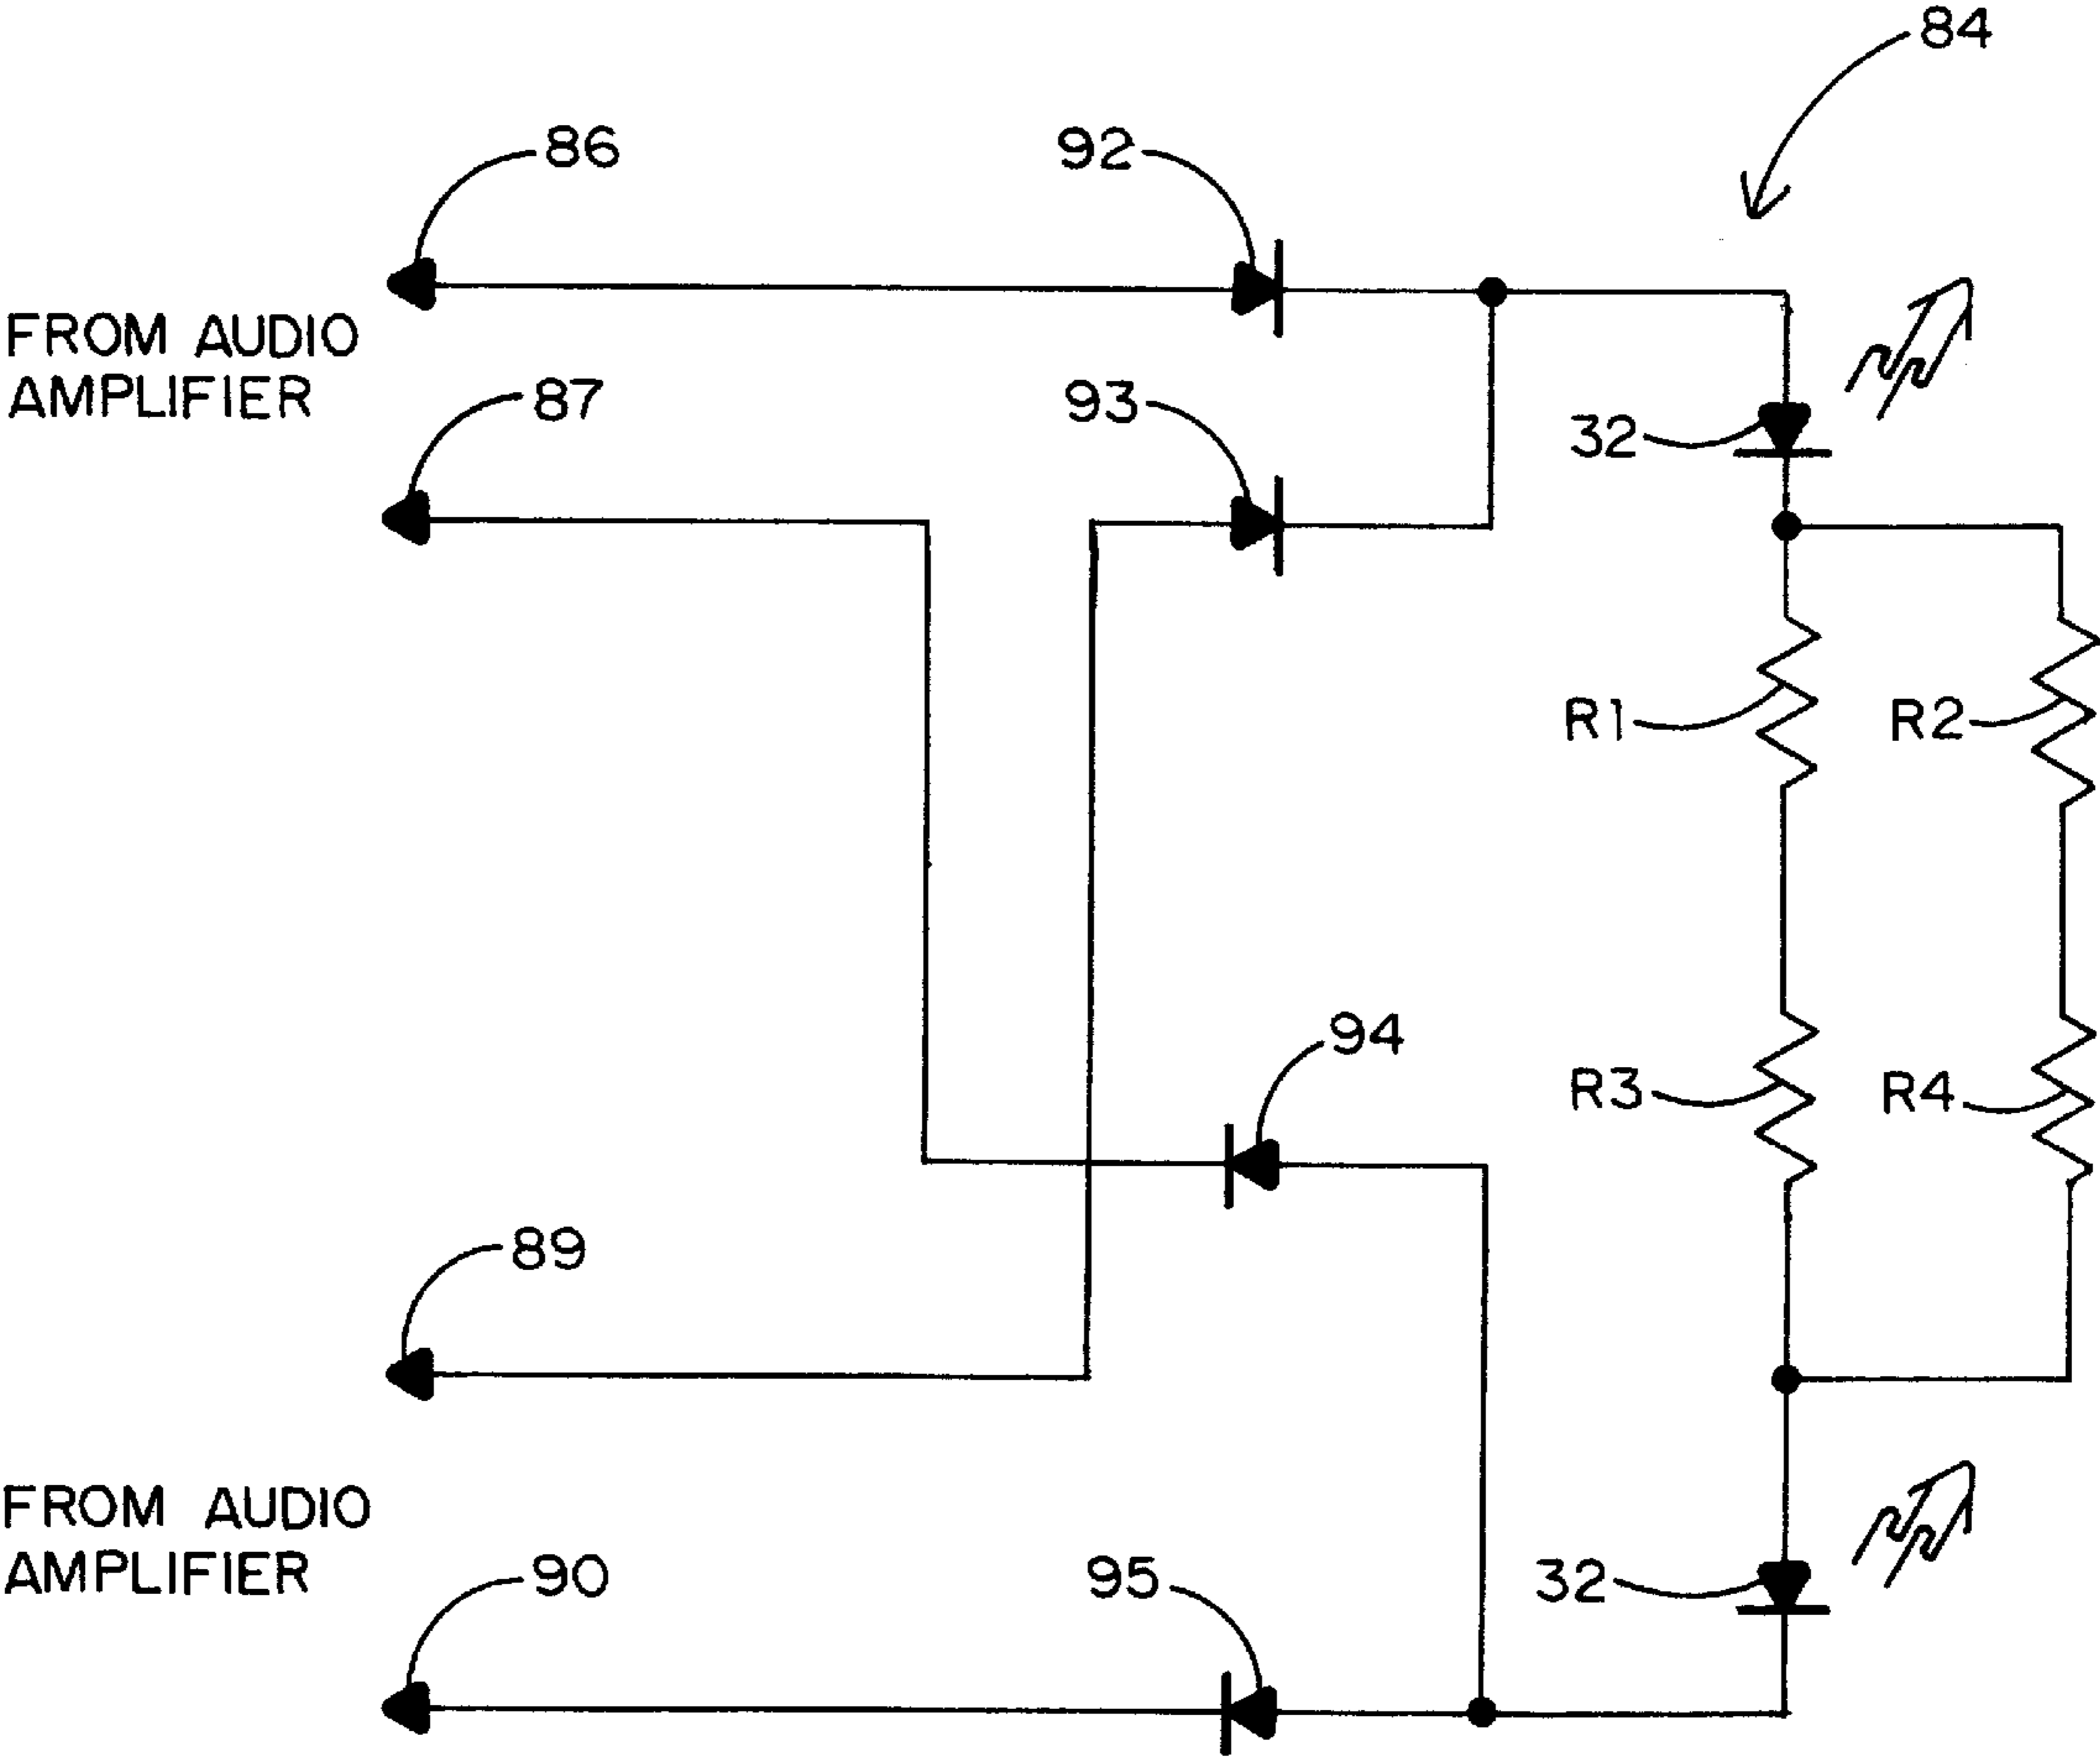 84
86
92
FROM AUDIO
AMPLIFIER
87
93
32
R1
R2
94
R3
R4
89
FROM AUDIO
AMPLIFIER
90
95
32